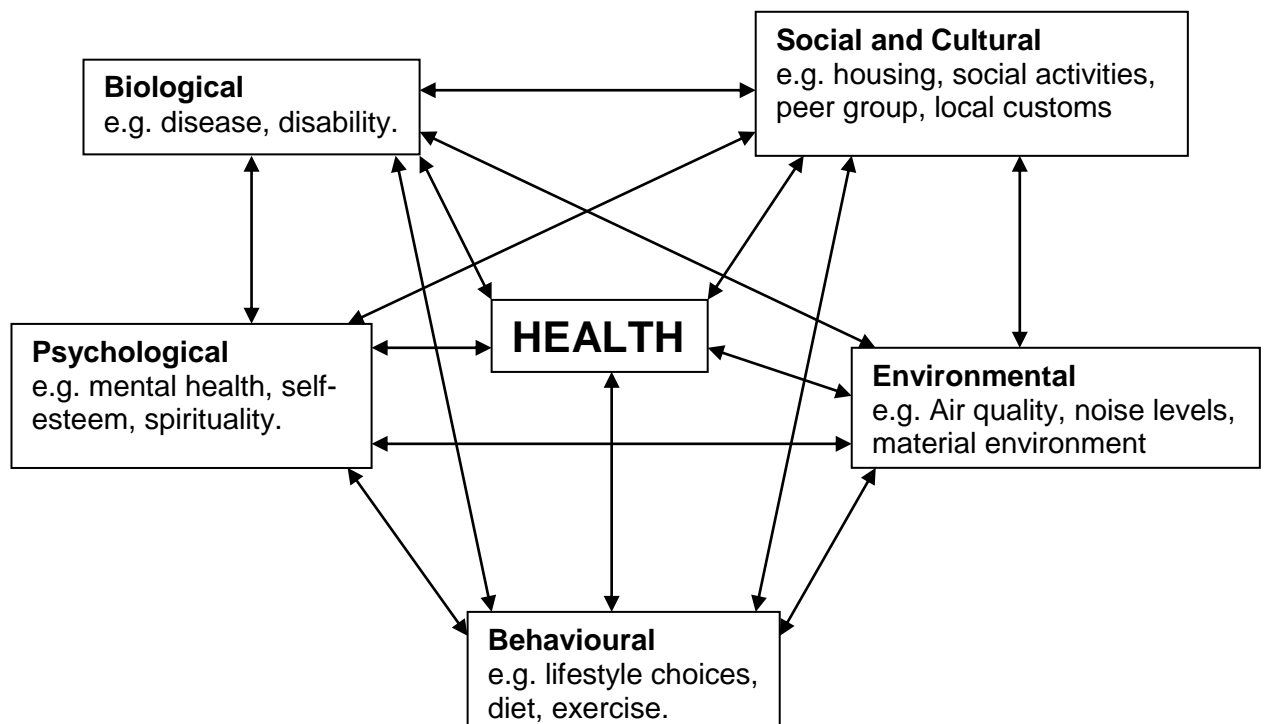 Social and Cultural
e.g. housing, social activities,
peer group, local customs
Biological
e.g. disease, disability.
HEALTH
Psychological
e.g. mental health, self-
esteem, spirituality.
Environmental
e.g. Air quality, noise levels,
material environment
Behavioural
e.g. lifestyle choices,
diet, exercise.